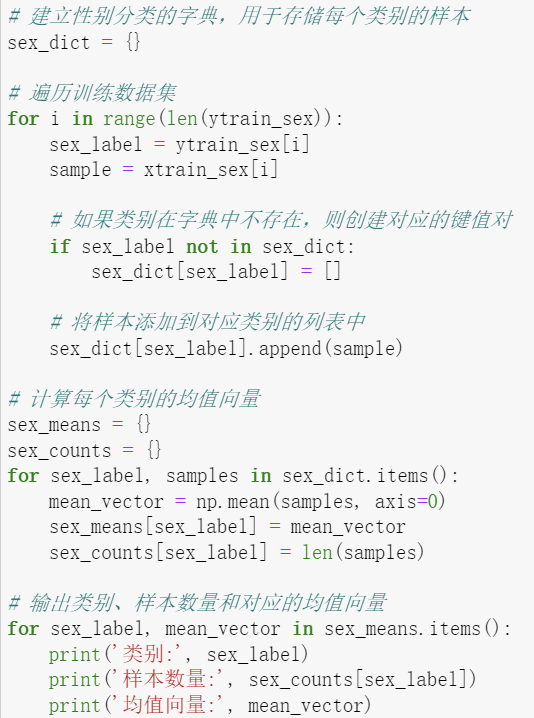 # 建立性别分类的字典，用于存储每个类别的样本
sex_dict = {}

# 遍历训练数据集
for i in range(len(ytrain_sex)):
    sex_label = ytrain_sex[i]
    sample = xtrain_sex[i]

    # 如果类别在字典中不存在，则创建对应的键值对
    if sex_label not in sex_dict:
        sex_dict[sex_label] = []

    # 将样本添加到对应类别的列表中
    sex_dict[sex_label].append(sample)

# 计算每个类别的均值向量
sex_means = {}
sex_counts = {}
for sex_label, samples in sex_dict.items():
    mean_vector = np.mean(samples, axis=0)
    sex_means[sex_label] = mean_vector
    sex_counts[sex_label] = len(samples)

# 输出类别、样本数量和对应的均值向量
for sex_label, mean_vector in sex_means.items():
    print('类别:', sex_label)
    print('样本数量:', sex_counts[sex_label])
    print('均值向量:', mean_vector)